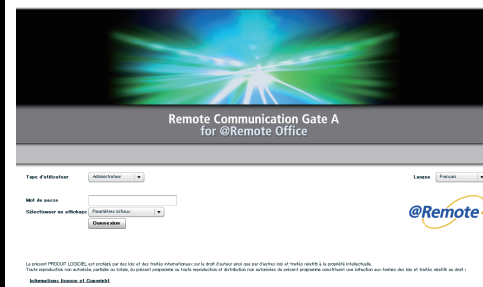 Remote Communication Gate A
for @Remote Office
Type d'utilisateur Administrateur Langue Francais
Mot de passe
Sélectionner un affichage Paramètres initiaux
Connexion
@Remote
Le présent PRODUIT LOGICIEL est protégé par des lois et des traités internationaux sur le droit d'auteur ainsi que par d'autres lois et traités relatifs à la propriété intellectuelle.
Toute reproduction non autorisée, partielle ou totale, du présent programme ou toute reproduction et distribution non autorisées du présent programme constituent une infraction aux termes des lois et traités relatifs au droit
Informations licence et Copyright